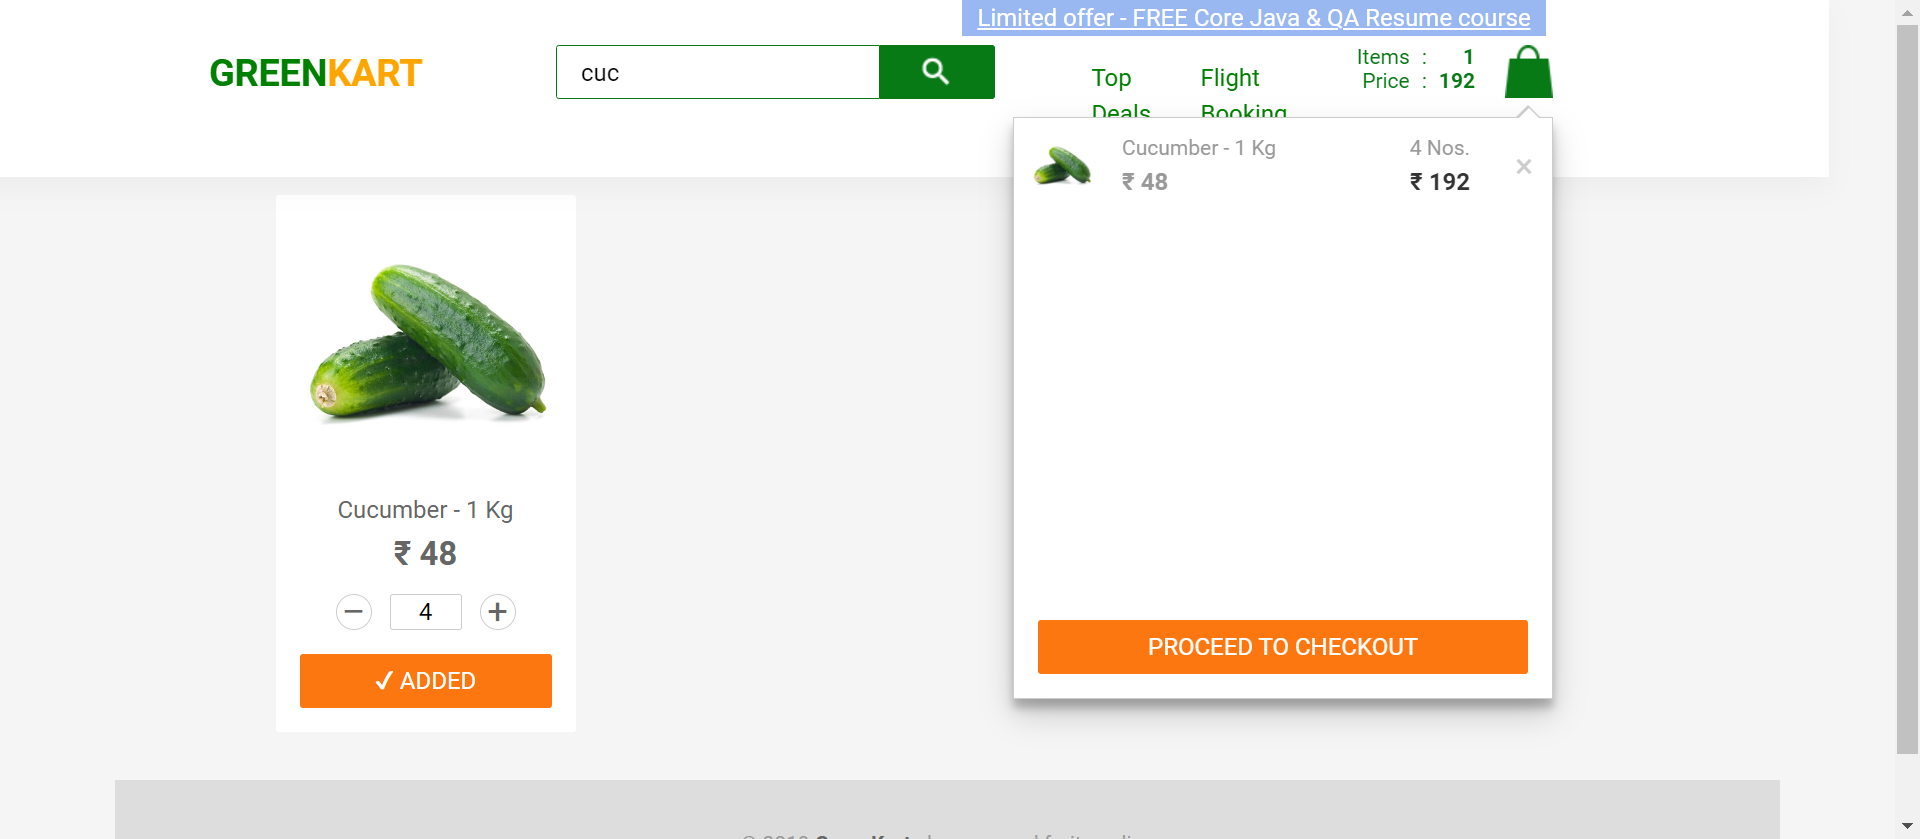 Limited offer - FREE Core Java & QA Resume course
GREENKART
cuc
Top Deals
Flight Booking
Items : 1
Price : 192
Cucumber - 1 Kg
₹ 48
4 Nos.
₹ 192
×
PROCEED TO CHECKOUT
Cucumber - 1 Kg
₹ 48
− 4 +
✓ ADDED